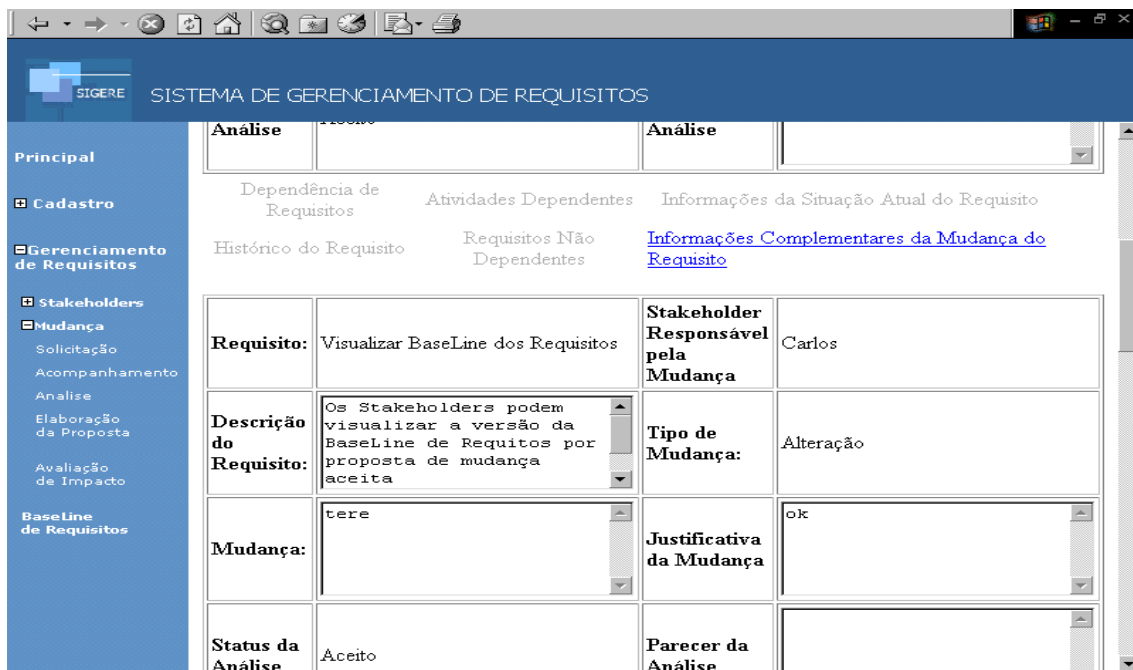 SIGERE
SISTEMA DE GERENCIAMENTO DE REQUISITOS
Principal
Cadastro
Gerenciamento
de Requisitos
Stakeholders
Mudança
Solicitação
Acompanhamento
Analise
Elaboração
da Proposta
Avaliação
de Impacto
BaseLine
de Requisitos
Análise
Análise
Dependência de
Requisitos
Atividades Dependentes
Informações da Situação Atual do Requisito
Histórico do Requisito
Requisitos Não
Dependentes
Informações Complementares da Mudança do
Requisito
Requisito:
Visualizar BaseLine dos Requisitos
Stakeholder
Responsável
pela
Mudança
Carlos
Descrição
do
Requisito:
Os Stakeholders podem
visualizar a versão da
BaseLine de Requitos por
proposta de mudança
aceita
Tipo de
Mudança:
Alteração
Mudança:
tere
Justificativa
da Mudança
ok
Status da
Análise
Aceito
Parecer da
Análise